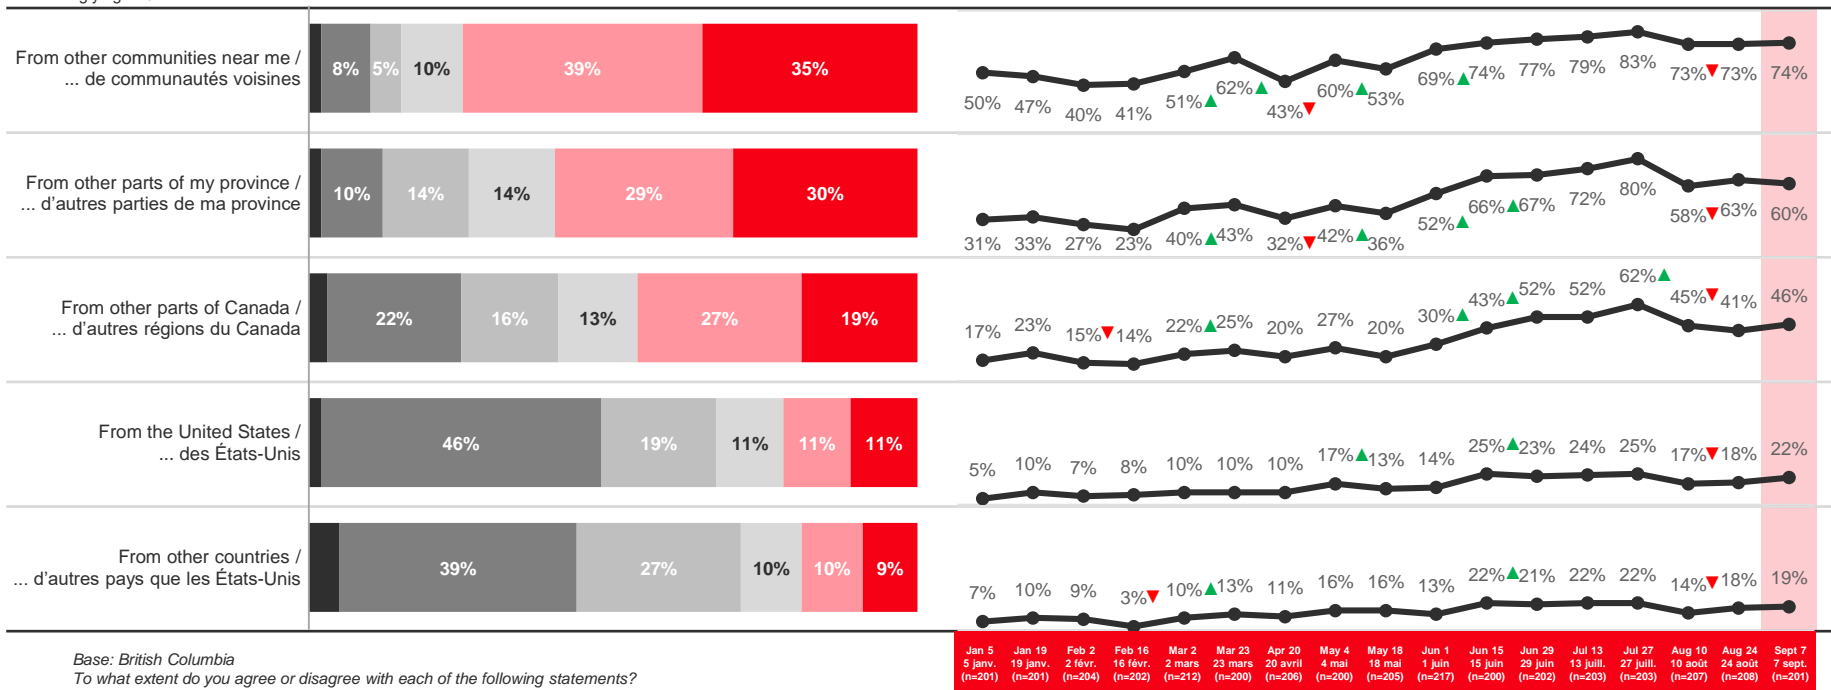 From other communities near me /
... de communautés voisines
8% 5% 10% 39% 35%
50% 47% 40% 41% 51% 62% 43% 60% 53% 69% 74% 77% 79% 83% 73% 73% 74%
From other parts of my province /
... d'autres parties de ma province
10% 14% 14% 29% 30%
31% 33% 27% 23% 40% 43% 32% 42% 36% 52% 66% 67% 72% 80% 58% 63% 60%
From other parts of Canada /
... d'autres régions du Canada
22% 16% 13% 27% 19%
17% 23% 15% 14% 22% 25% 20% 27% 20% 30% 43% 52% 52% 62% 45% 41% 46%
From the United States /
... des États-Unis
46% 19% 11% 11% 11%
5% 10% 7% 8% 10% 10% 10% 17% 13% 14% 25% 23% 24% 25% 17% 18% 22%
From other countries /
... d'autres pays que les États-Unis
39% 27% 10% 10% 9%
7% 10% 9% 3% 10% 13% 11% 16% 16% 13% 22% 21% 22% 22% 14% 18% 19%
Jan 5 Jan 19 Feb 2 Feb 16 Mar 2 Mar 23 Apr 20 May 4 May 18 Jun 1 Jun 15 Jun 29 Jul 13 Jul 27 Aug 10 Aug 24 Sept 7
5 janv. 19 janv. 2 févr. 16 févr. 2 mars 23 mars 20 avril 4 mai 18 mai 1 juin 15 juin 29 juin 13 juill. 27 juill. 10 août 24 août 7 sept.
(n=201) (n=201) (n=204) (n=202) (n=212) (n=200) (n=206) (n=200) (n=205) (n=217) (n=200) (n=202) (n=203) (n=203) (n=207) (n=208) (n=201)
Base: British Columbia
To what extent do you agree or disagree with each of the following statements?